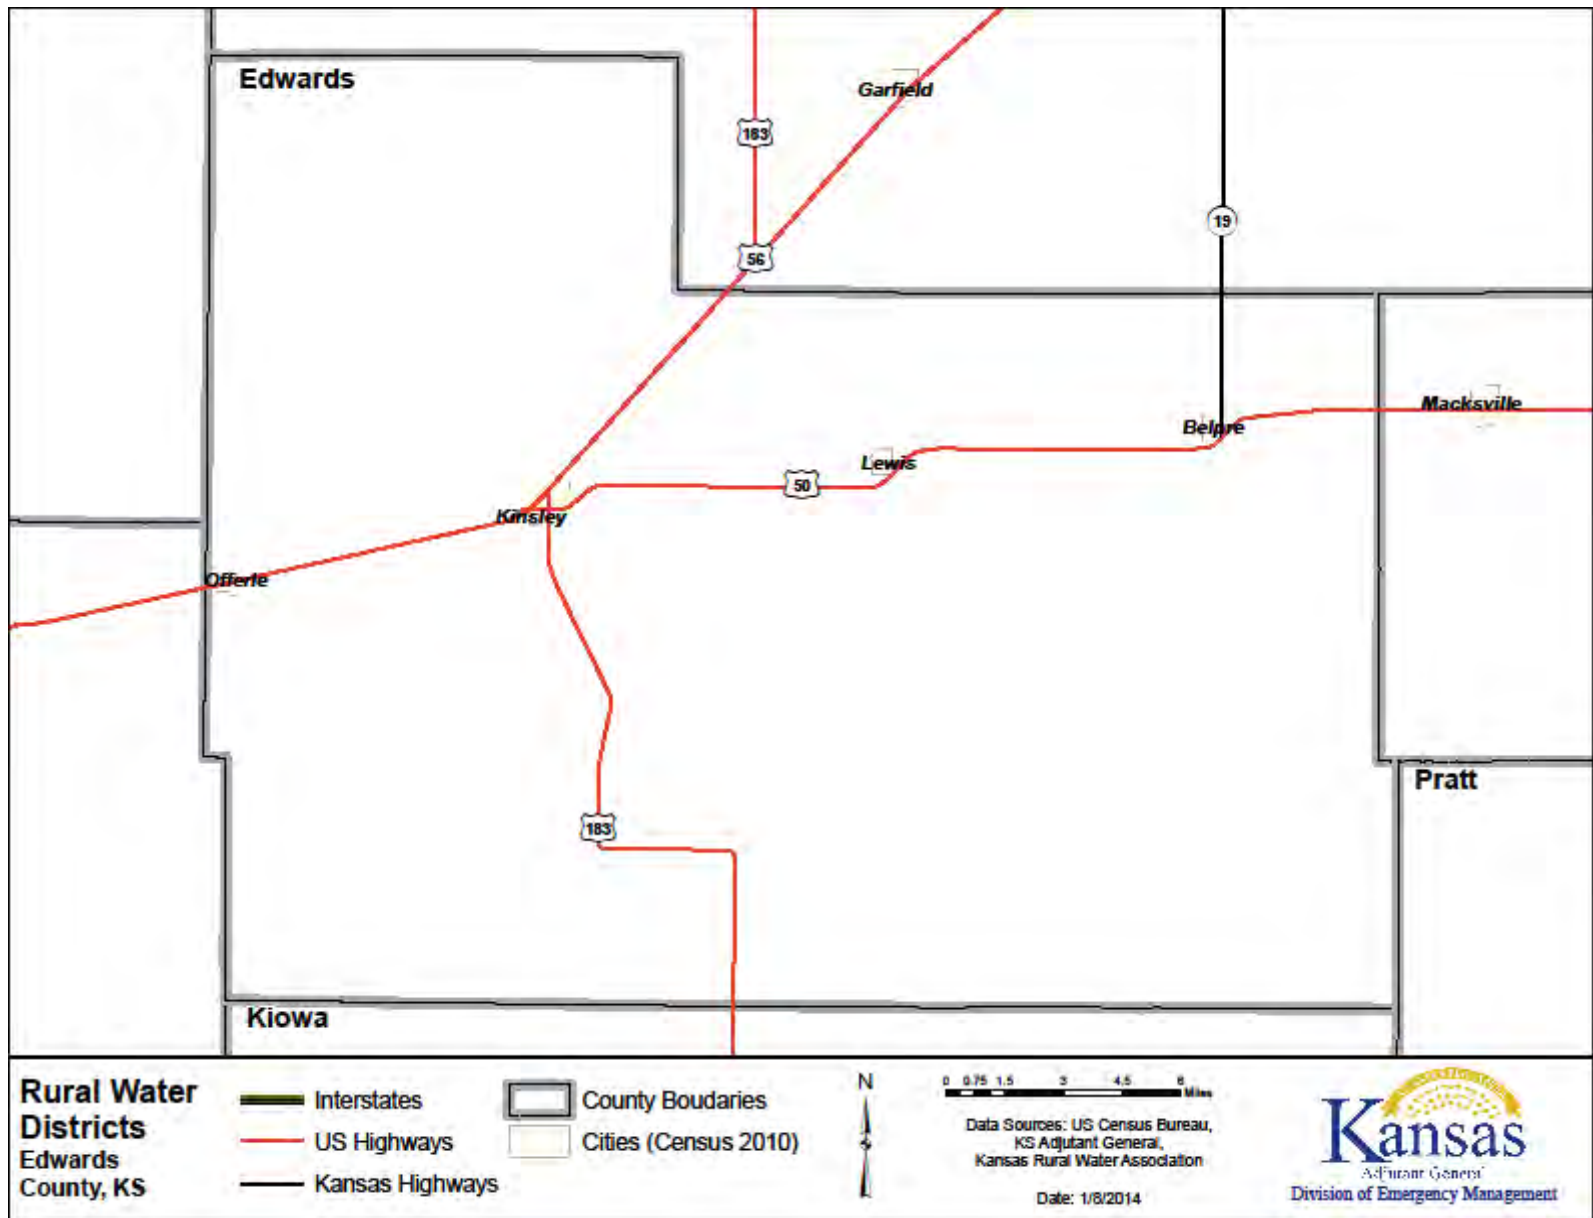 Edwards
Garfield
183
19
56
Macksville
Belpre
Lewis
50
Kinsley
Offerle
Pratt
183
Kiowa
Rural Water
Districts
Edwards
County, KS
Interstates
US Highways
Kansas Highways
County Boudaries
Cities (Census 2010)
N
0 0.75 1.5 3 4.5 6
Miles
Data Sources: US Census Bureau,
KS Adjutant General,
Kansas Rural Water Association
Date: 1/8/2014
Kansas
Adjutant General
Division of Emergency Management